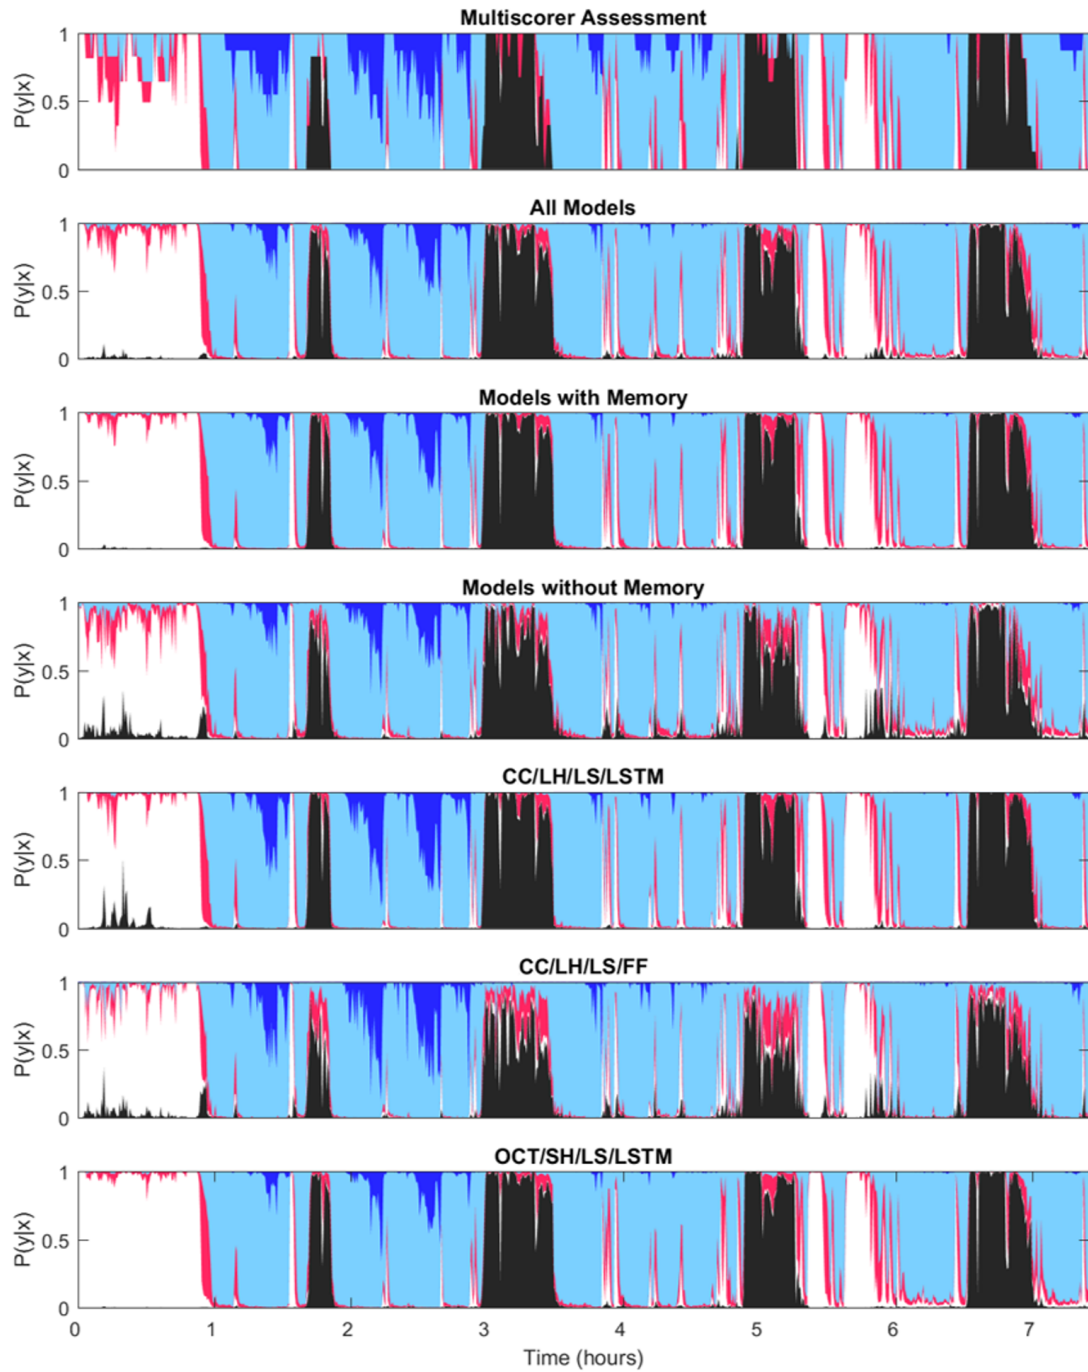 Multiscorer Assessment
1
0.5
0
P(y|x)
All Models
1
0.5
0
P(y|x)
Models with Memory
1
0.5
0
P(y|x)
Models without Memory
1
0.5
0
P(y|x)
CC/LH/LS/LSTM
1
0.5
0
P(y|x)
CC/LH/LS/FF
1
0.5
0
P(y|x)
OCT/SH/LS/LSTM
1
0.5
0
P(y|x)
0 1 2 3 4 5 6 7
Time (hours)